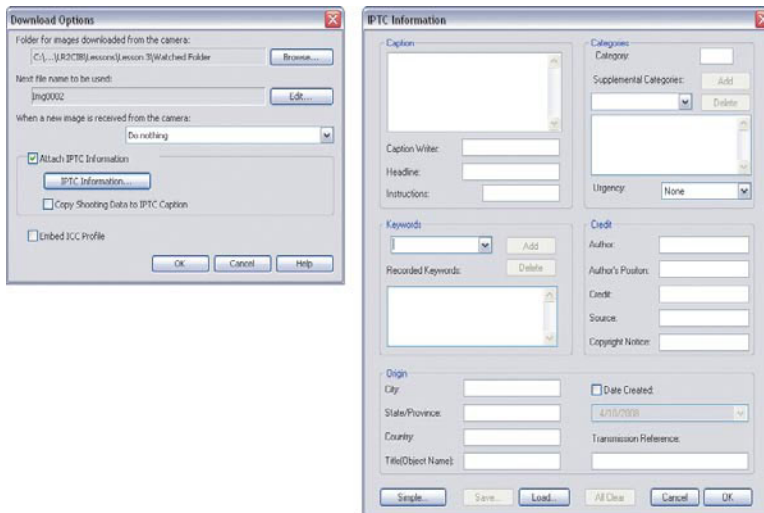 Download Options
Folder for images downloaded from the camera:
C:\...\LR2CIB\Lessons\Lesson 3\Watched Folder
Browse...
Next file name to be used:
Img0002
Edit...
When a new image is received from the camera:
Do nothing
Attach IPTC Information
IPTC Information...
Copy Shooting Data to IPTC Caption
Embed ICC Profile
OK Cancel Help
IPTC Information
Caption
Caption Writer:
Headline:
Instructions:
Categories
Category:
Supplemental Categories:
Add
Delete
Urgency: None
Keywords
Add
Recorded Keywords: Delete
Credit
Author:
Author's Position:
Credit:
Source:
Copyright Notice:
Origin
City:
State/Province:
Country:
Title(Object Name):
Date Created:
Transmission Reference:
Simple... Save... Load... All Clear Cancel OK